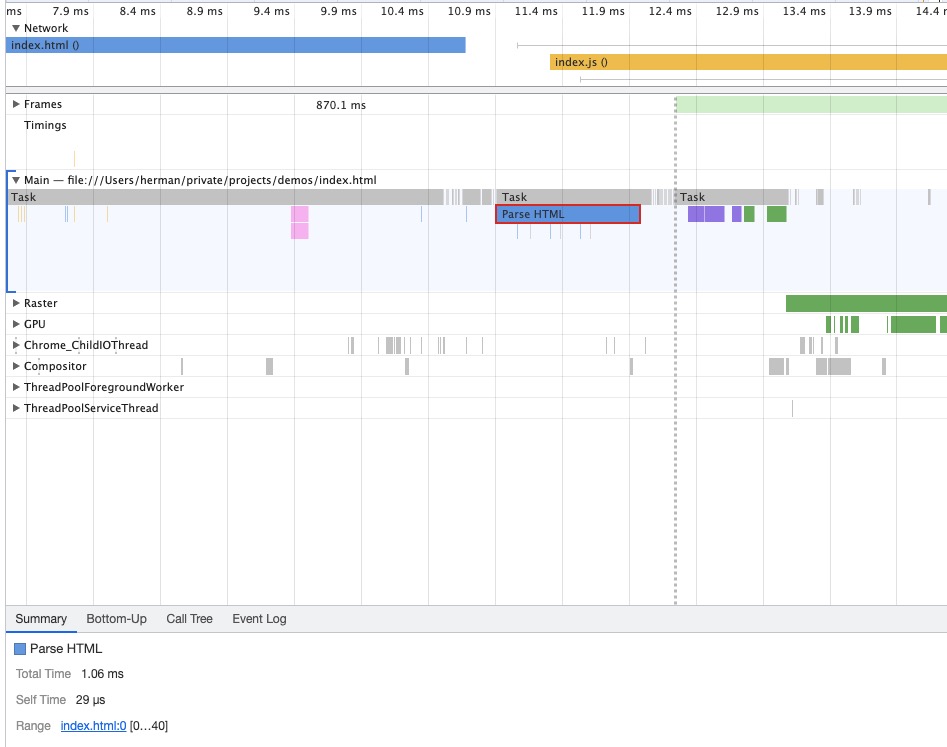 ms 7.9 ms 8.4 ms 8.9 ms 9.4 ms 9.9 ms 10.4 ms 10.9 ms 11.4 ms 11.9 ms 12.4 ms 12.9 ms 13.4 ms 13.9 ms 14.4
Network
index.html ()
index.js ()
Frames 870.1 ms
Timings
Main — file:///Users/herman/private/projects/demos/index.html
Task Task Task
Parse HTML
Raster
GPU
Chrome_ChildIOThread
Compositor
ThreadPoolForegroundWorker
ThreadPoolServiceThread
Summary Bottom-Up Call Tree Event Log
Parse HTML
Total Time 1.06 ms
Self Time 29 μs
Range index.html:0 [0…40]